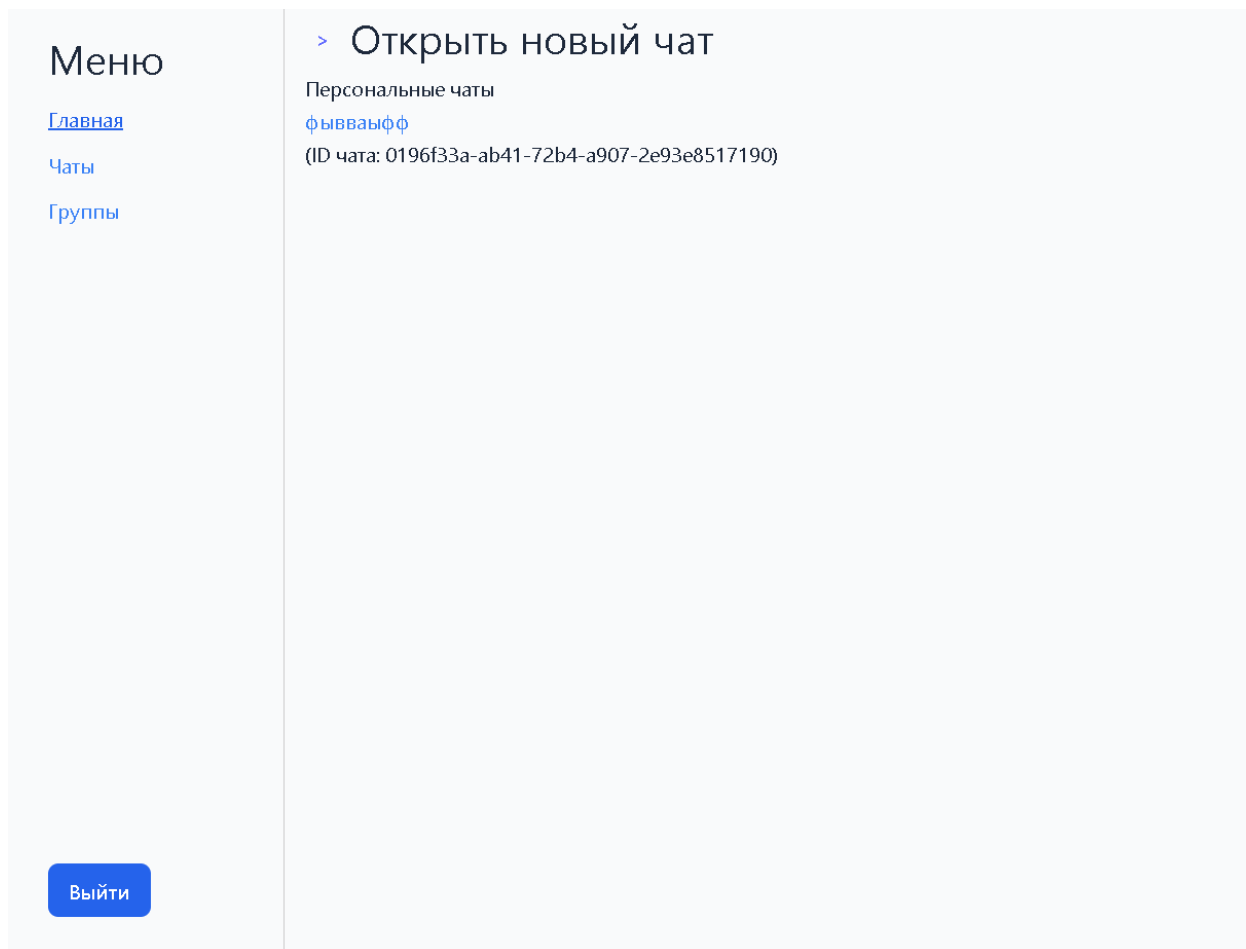 Меню
Главная
Чаты
Группы
Выйти
> Открыть новый чат
Персональные чаты
фывваыфф
(ID чата: 0196f33a-ab41-72b4-a907-2e93e8517190)